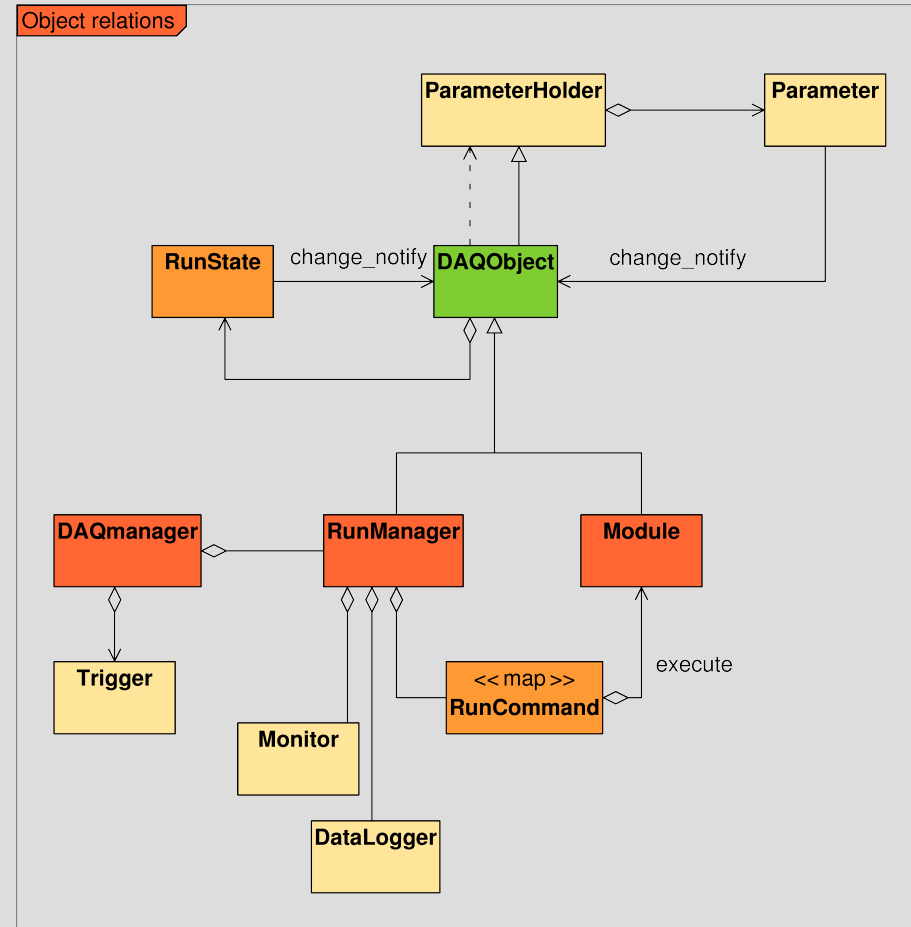 Object relations
ParameterHolder
Parameter
RunState
change_notify
DAQObject
change_notify
DAQmanager
RunManager
Module
Trigger
<< map >>
RunCommand
execute
Monitor
DataLogger